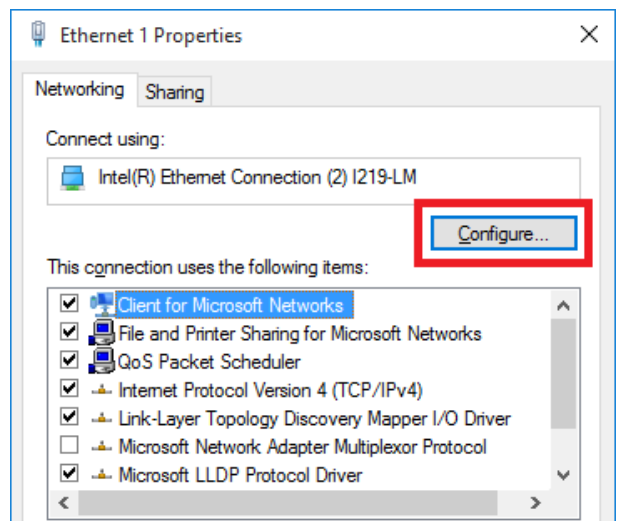 Ethernet 1 Properties
Networking Sharing
Connect using:
Intel(R) Ethernet Connection (2) I219-LM
Configure...
This connection uses the following items:
Client for Microsoft Networks
File and Printer Sharing for Microsoft Networks
QoS Packet Scheduler
Internet Protocol Version 4 (TCP/IPv4)
Link-Layer Topology Discovery Mapper I/O Driver
Microsoft Network Adapter Multiplexor Protocol
Microsoft LLDP Protocol Driver